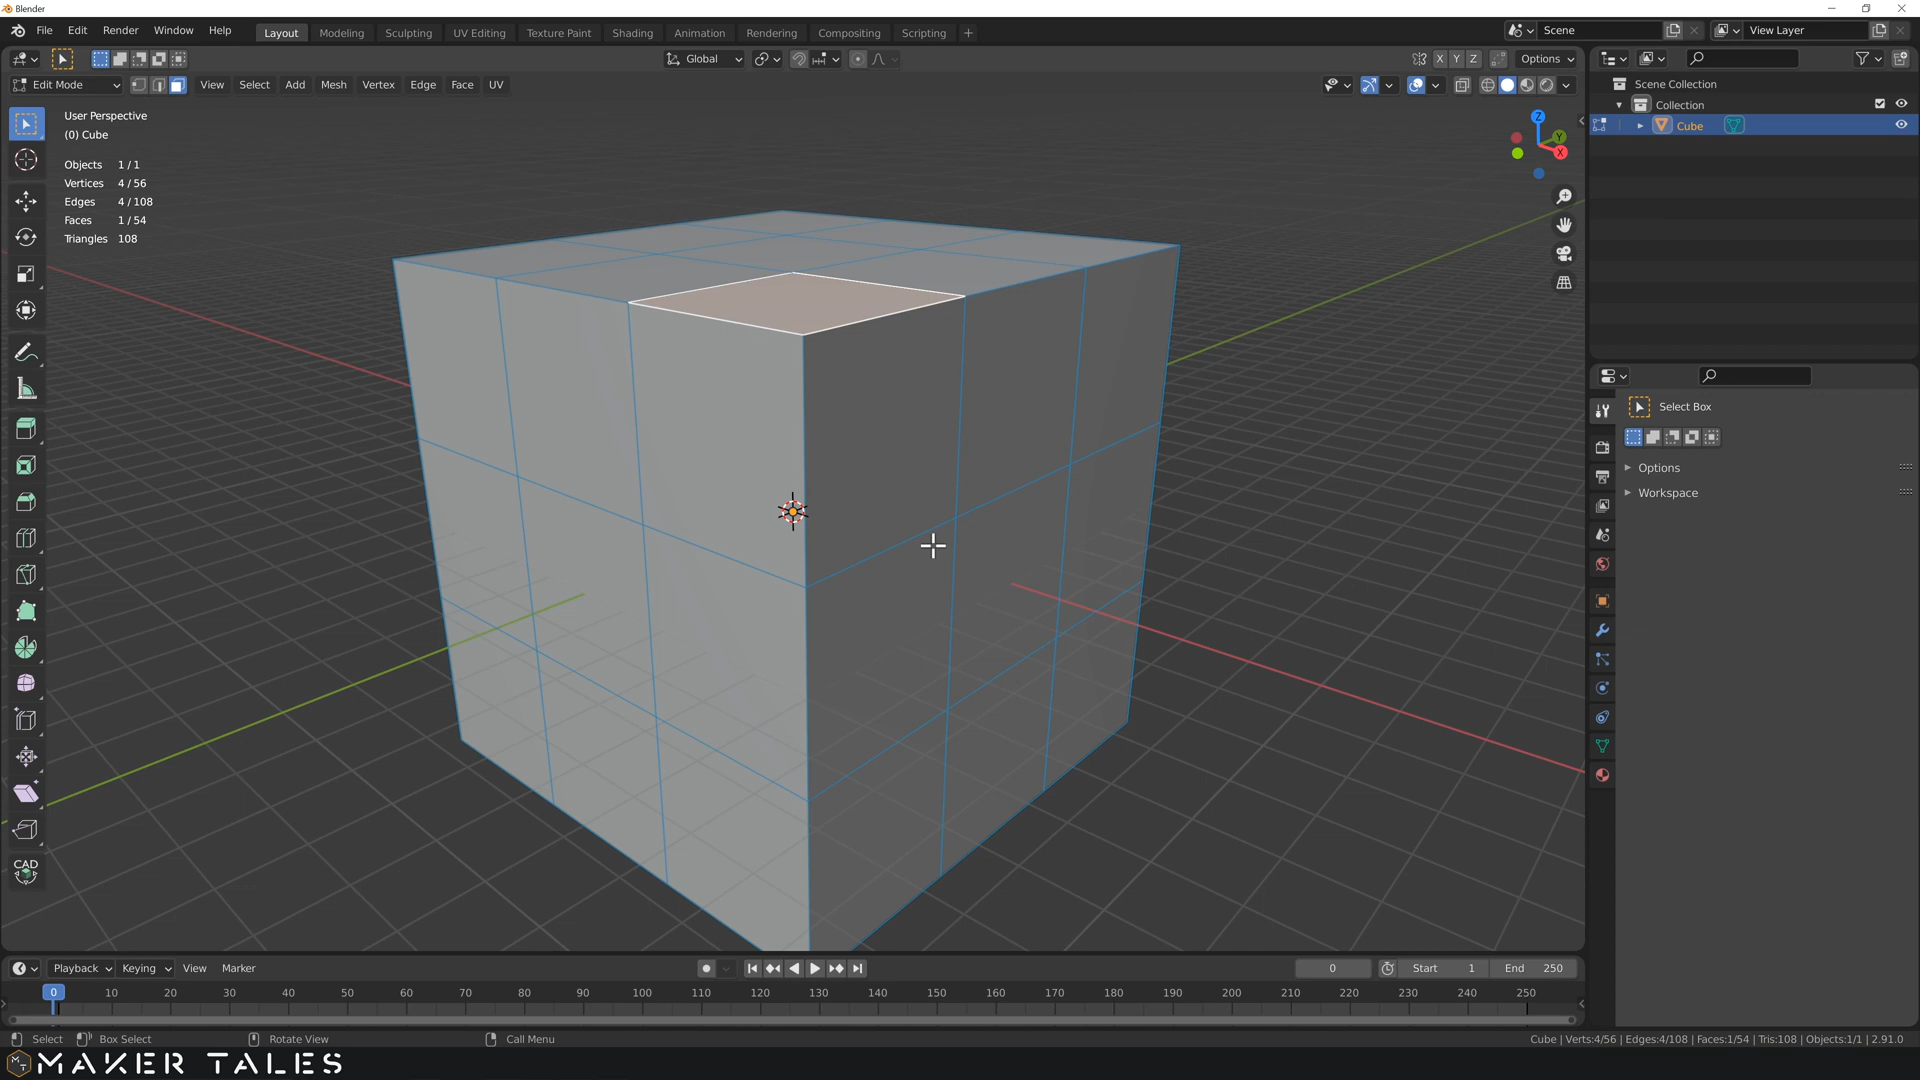 Blender
File Edit Render Window Help Layout Modeling Sculpting UV Editing Texture Paint Shading Animation Rendering Compositing Scripting + Scene View Layer
Global X Y Z Options
Edit Mode View Select Add Mesh Vertex Edge Face UV
User Perspective
(0) Cube
Objects 1 / 1
Vertices 4 / 56
Edges 4 / 108
Faces 1 / 54
Triangles 108
Z
Y
X
Scene Collection
Collection
Cube
Select Box
Options
Workspace
CAD
Playback Keying View Marker 0 Start 1 End 250
0 10 20 30 40 50 60 70 80 90 100 110 120 130 140 150 160 170 180 190 200 210 220 230 240 250
Select Box Select Rotate View Call Menu Cube | Verts:4/56 | Edges:4/108 | Faces:1/54 | Tris:108 | Objects:1/1 | 2.91.0
MAKER TALES